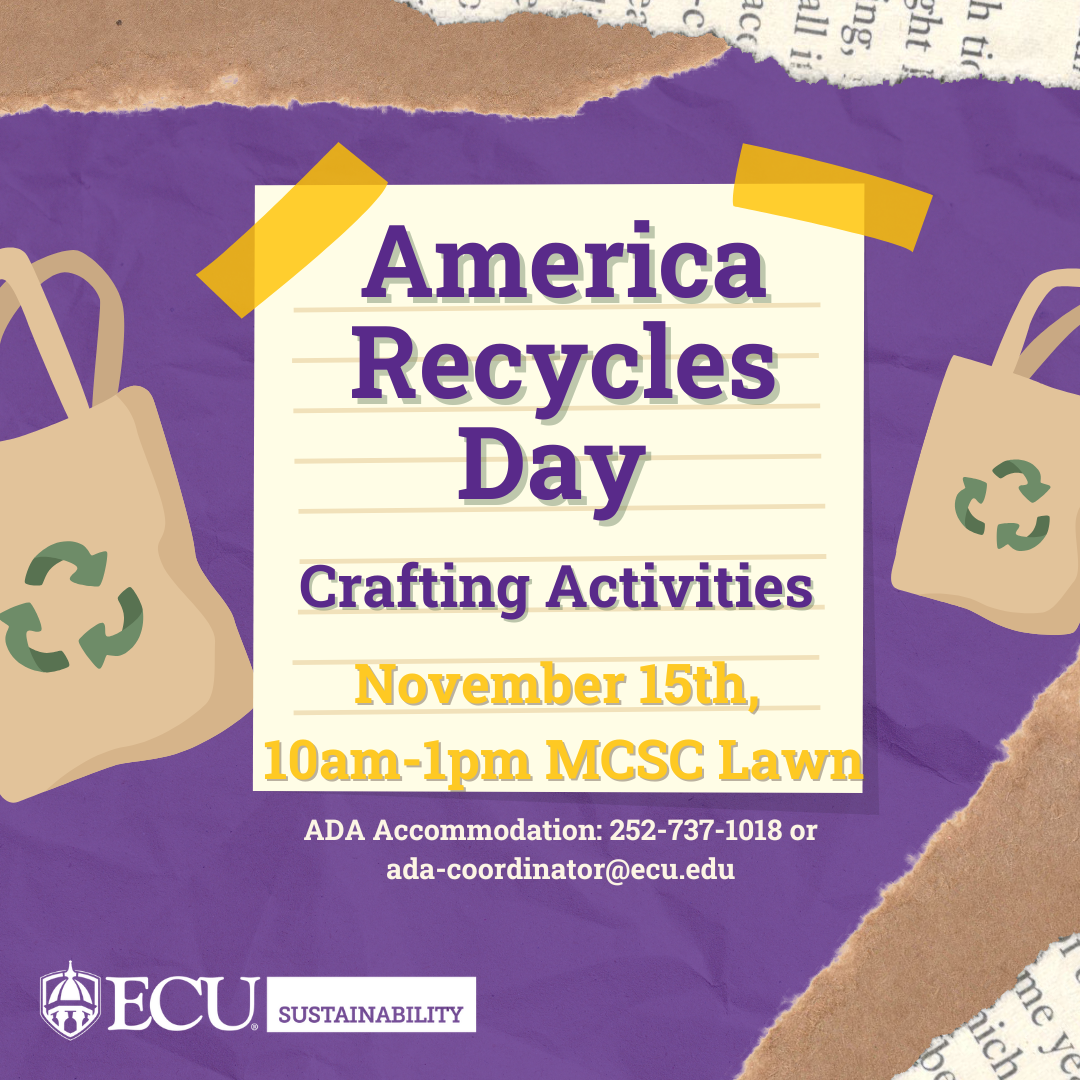 America
Recycles
Day
Crafting Activities
November 15th,
10am-1pm MCSC Lawn
ADA Accommodation: 252-737-1018 or
ada-coordinator@ecu.edu
ECU®
SUSTAINABILITY